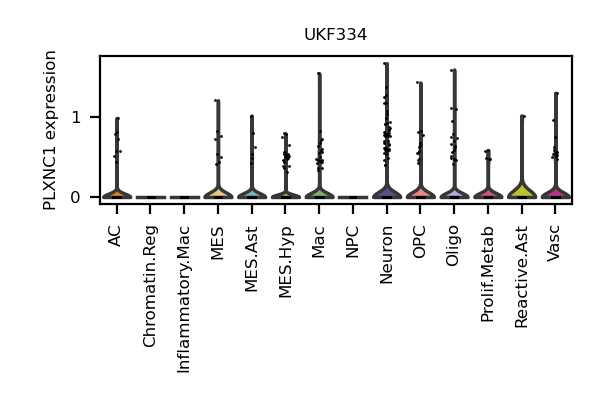 UKF334
PLXNC1 expression
1
0
AC
Chromatin.Reg
Inflammatory.Mac
MES
MES.Ast
MES.Hyp
Mac
NPC
Neuron
OPC
Oligo
Prolif.Metab
Reactive.Ast
Vasc